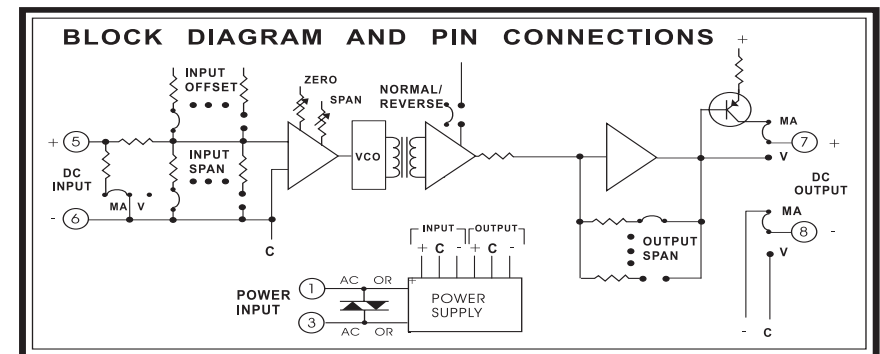 BLOCK DIAGRAM AND PIN CONNECTIONS
INPUT
OFFSET
ZERO
SPAN
NORMAL/
REVERSE
+
+ 5
INPUT
SPAN
VCO
MA
7
V
+
DC
INPUT
MA V
DC
OUTPUT
- 6
C
MA
8 -
V
OUTPUT
SPAN
INPUT OUTPUT
+ C - + C -
POWER
INPUT
1
AC OR +
POWER
SUPPLY
3
AC OR -
- C